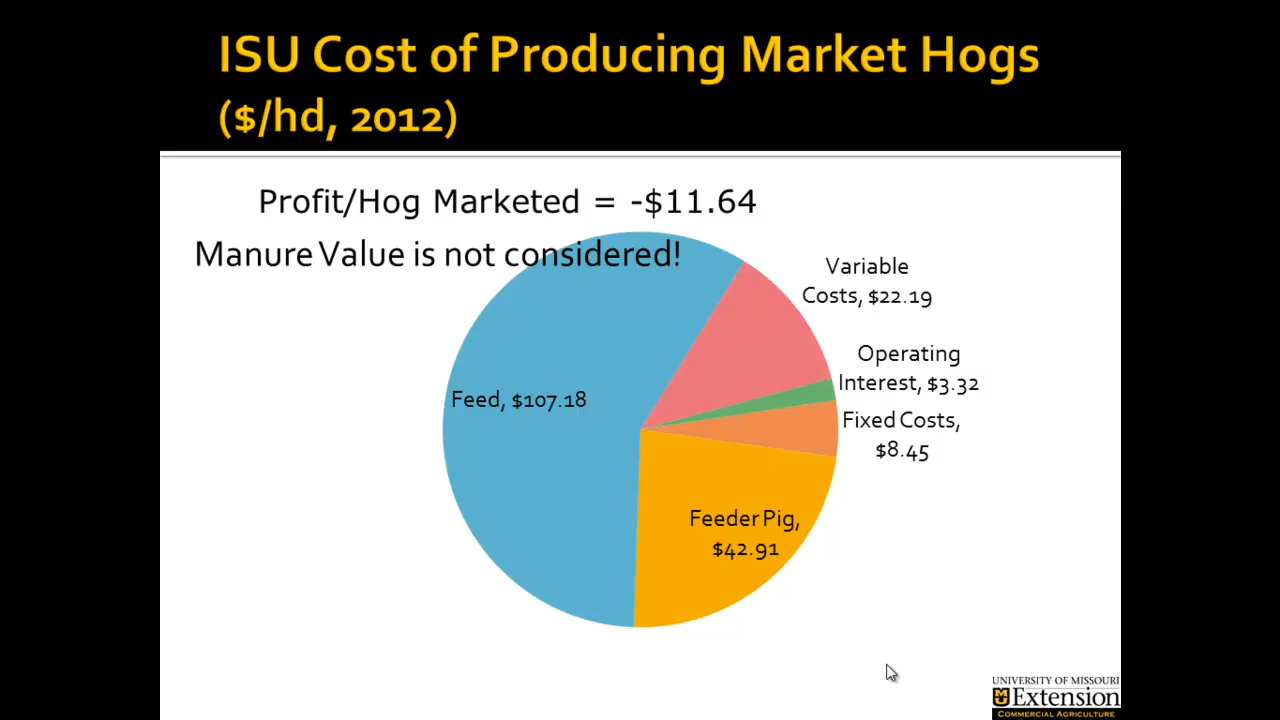 ISU Cost of Producing Market Hogs
($/hd, 2012)
Profit/Hog Marketed = -$11.64
Manure Value is not considered!
Variable
Costs, $22.19
Operating
Interest, $3.32
Feed, $107.18
Fixed Costs,
$8.45
Feeder Pig,
$42.91
UNIVERSITY OF MISSOURI
MU Extension
COMMERCIAL AGRICULTURE